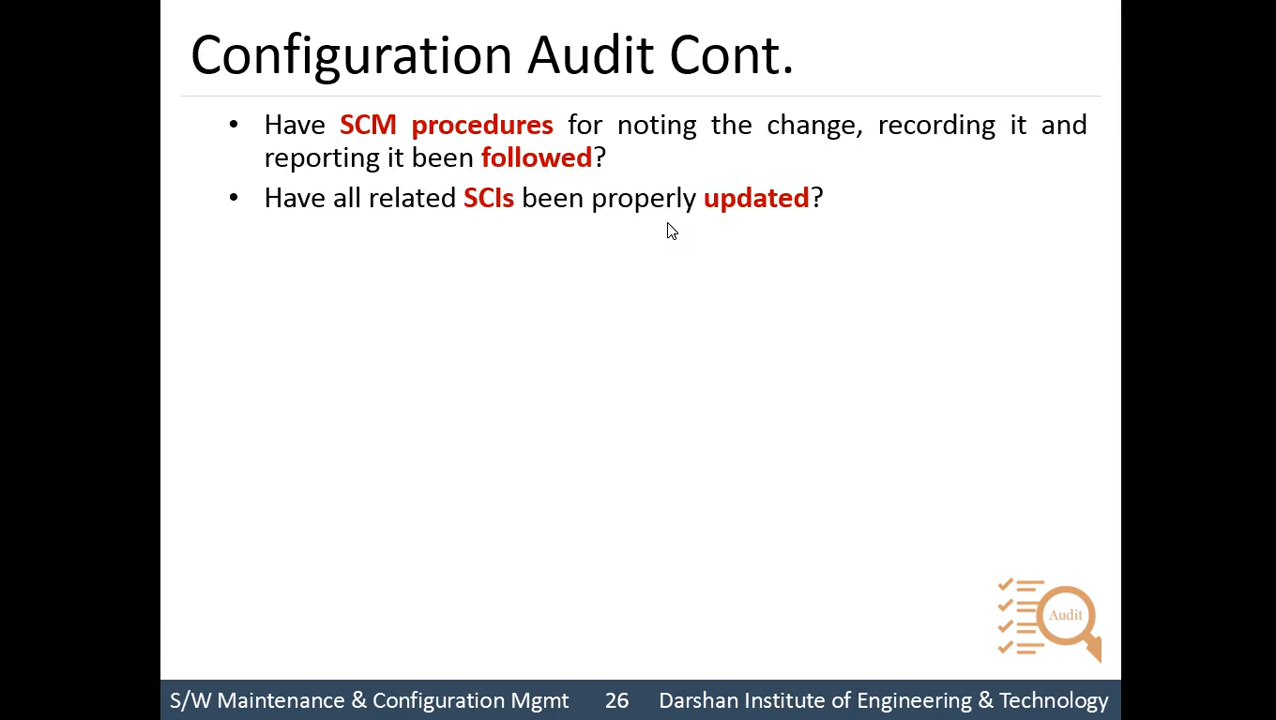 Configuration Audit Cont.
• Have SCM procedures for noting the change, recording it and
reporting it been followed?
• Have all related SCIs been properly updated?
Audit
S/W Maintenance & Configuration Mgmt 26 Darshan Institute of Engineering & Technology